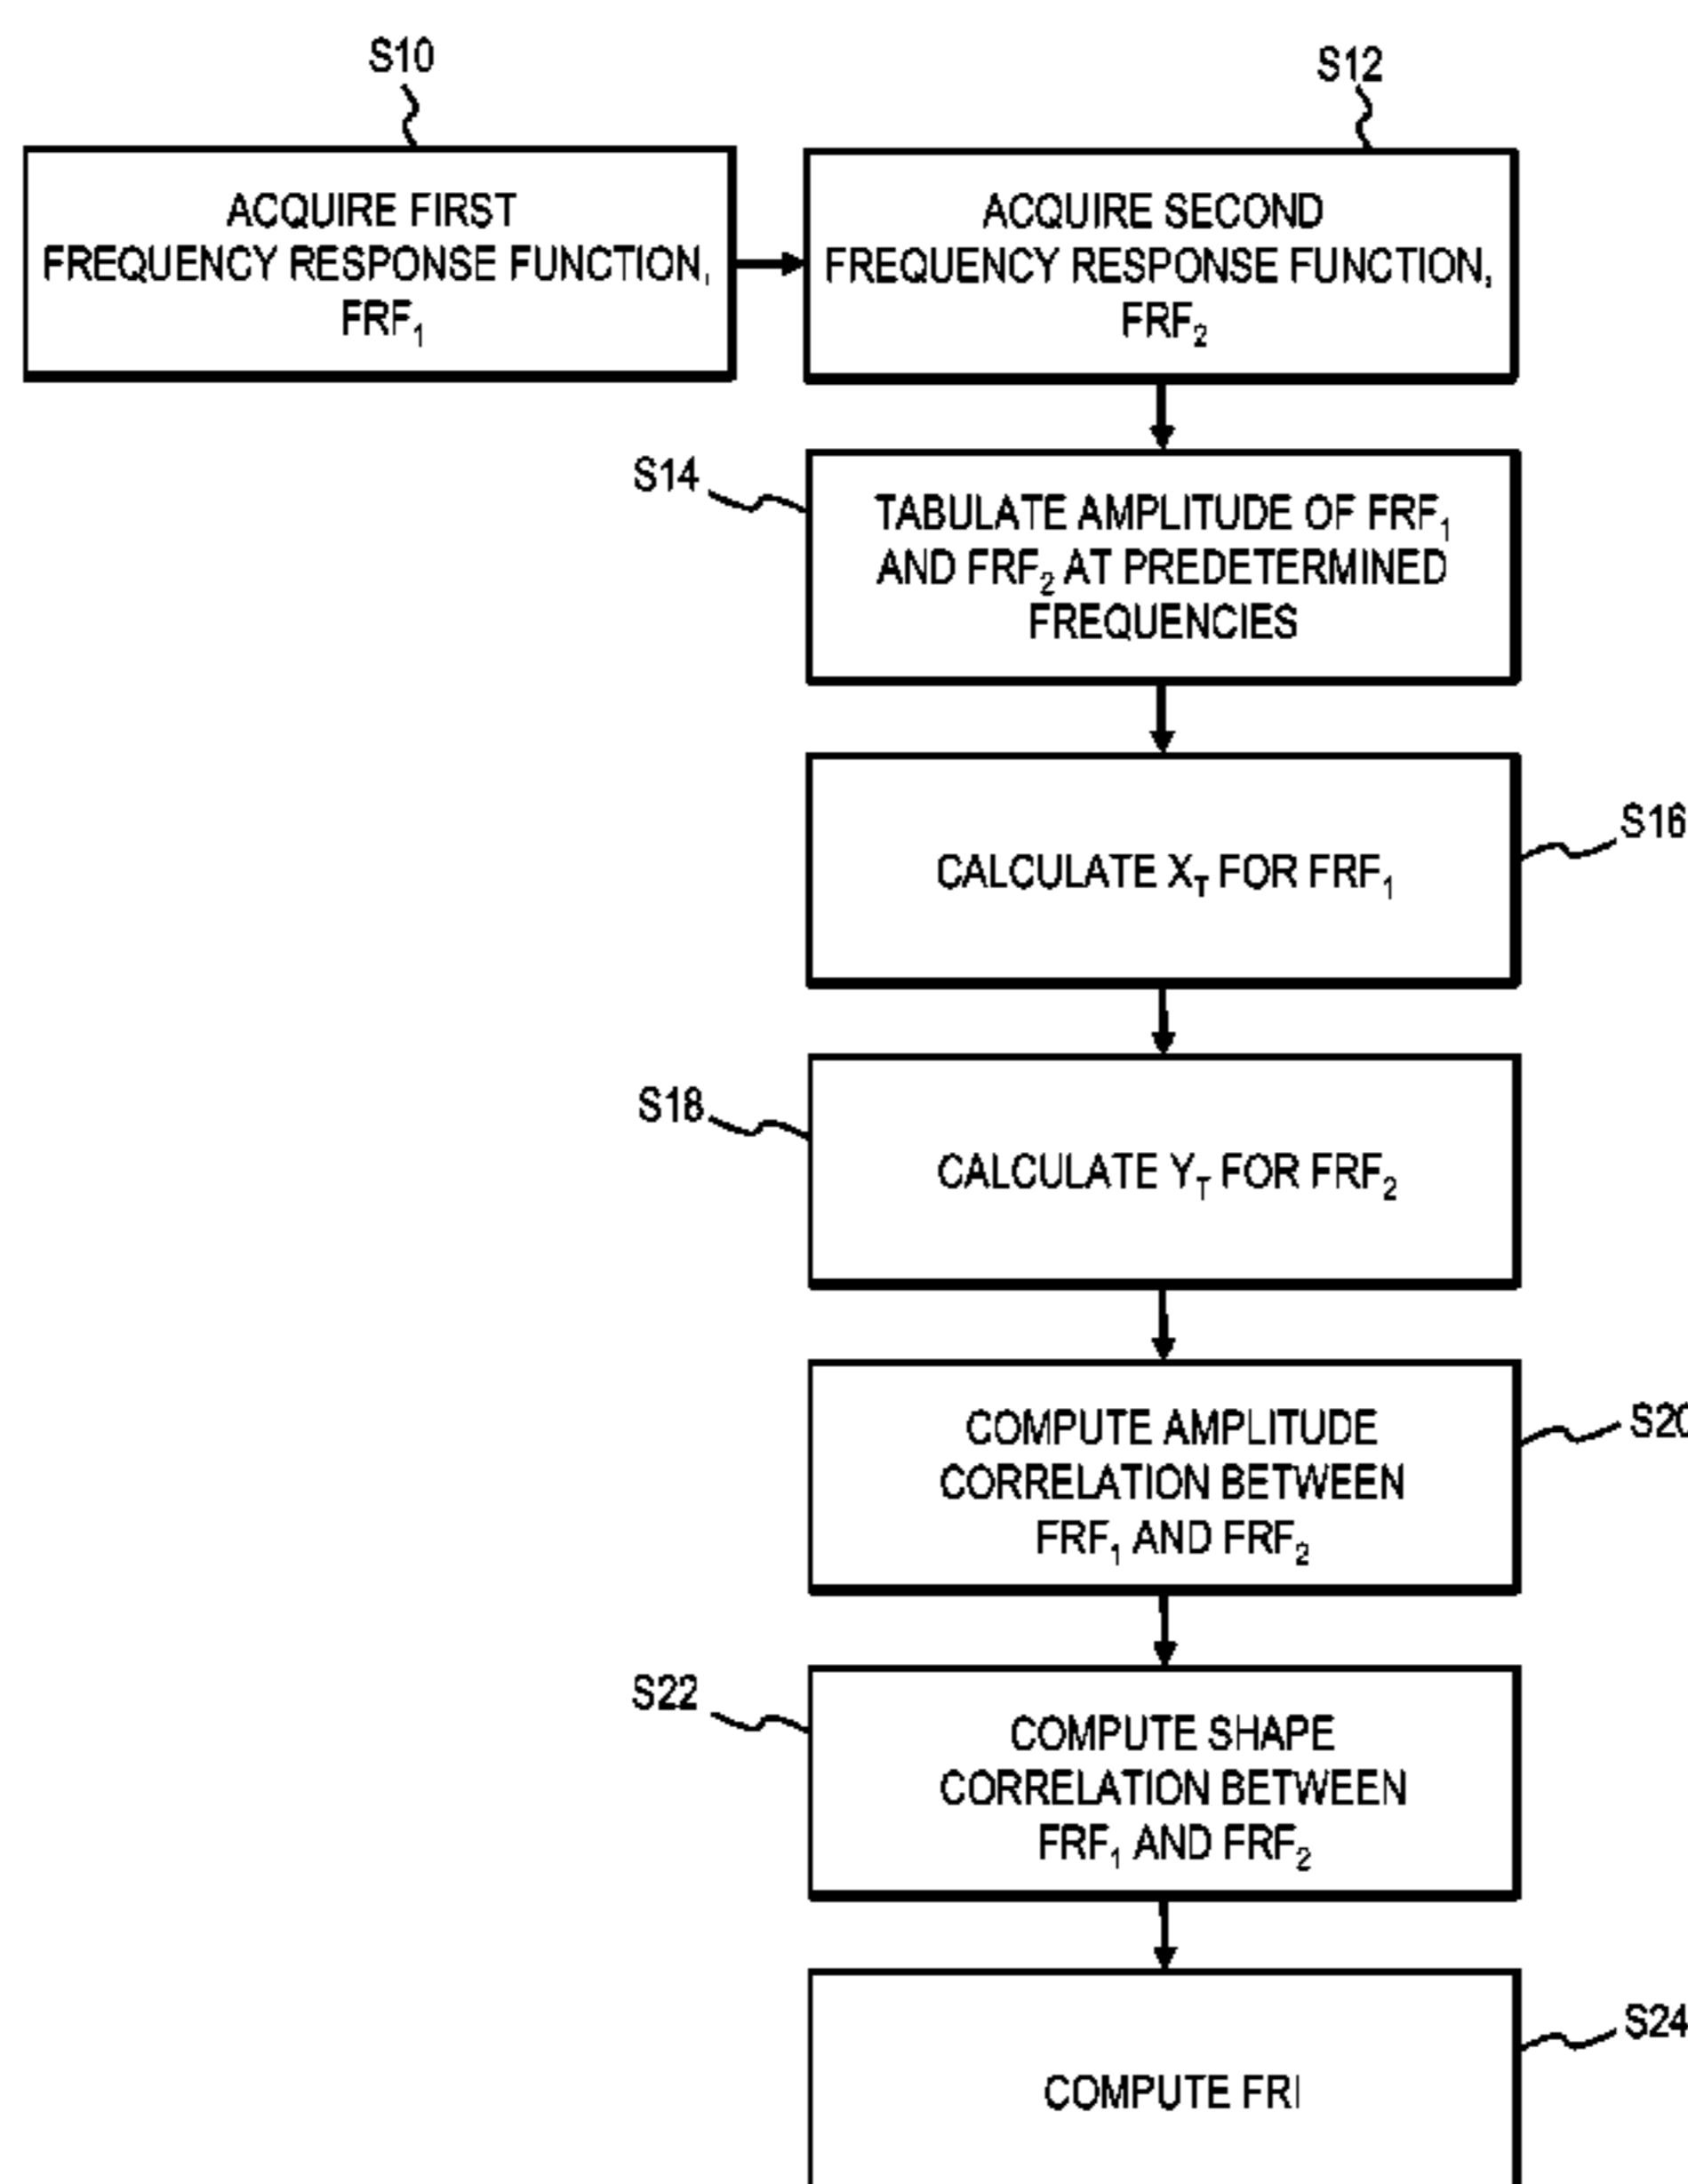 S10
S12
ACQUIRE FIRST
FREQUENCY RESPONSE FUNCTION,
FRF₁
ACQUIRE SECOND
FREQUENCY RESPONSE FUNCTION,
FRF₂
S14
TABULATE AMPLITUDE OF FRF₁
AND FRF₂ AT PREDETERMINED
FREQUENCIES
S16
CALCULATE X_T FOR FRF₁
S18
CALCULATE Y_T FOR FRF₂
S20
COMPUTE AMPLITUDE
CORRELATION BETWEEN
FRF₁ AND FRF₂
S22
COMPUTE SHAPE
CORRELATION BETWEEN
FRF₁ AND FRF₂
S24
COMPUTE FRI